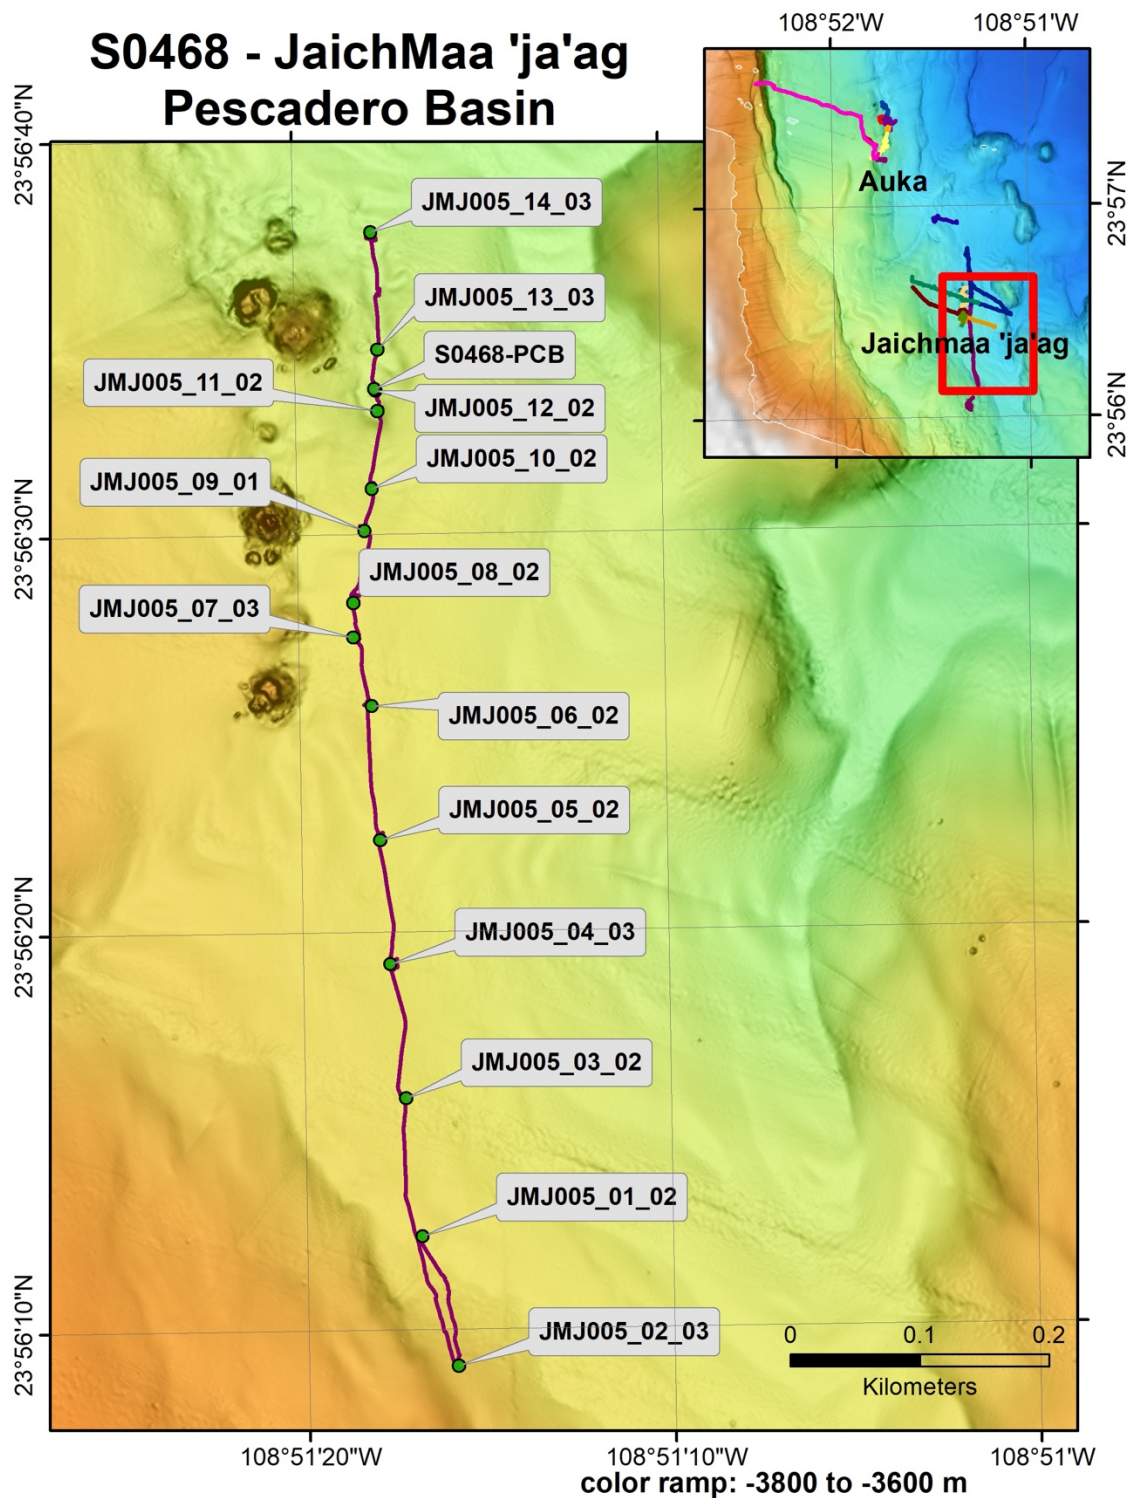 S0468 - JaichMaa 'ja'ag
Pescadero Basin
108°52'W
108°51'W
Auka
Jaichmaa 'ja'ag
23°57'N
23°56'N
23°56'40"N
JMJ005_14_03
JMJ005_13_03
S0468-PCB
JMJ005_11_02
JMJ005_12_02
JMJ005_10_02
JMJ005_09_01
23°56'30"N
JMJ005_08_02
JMJ005_07_03
JMJ005_06_02
JMJ005_05_02
23°56'20"N
JMJ005_04_03
JMJ005_03_02
JMJ005_01_02
23°56'10"N
JMJ005_02_03
0 0.1 0.2
Kilometers
108°51'20"W
108°51'10"W
108°51'W
color ramp: -3800 to -3600 m